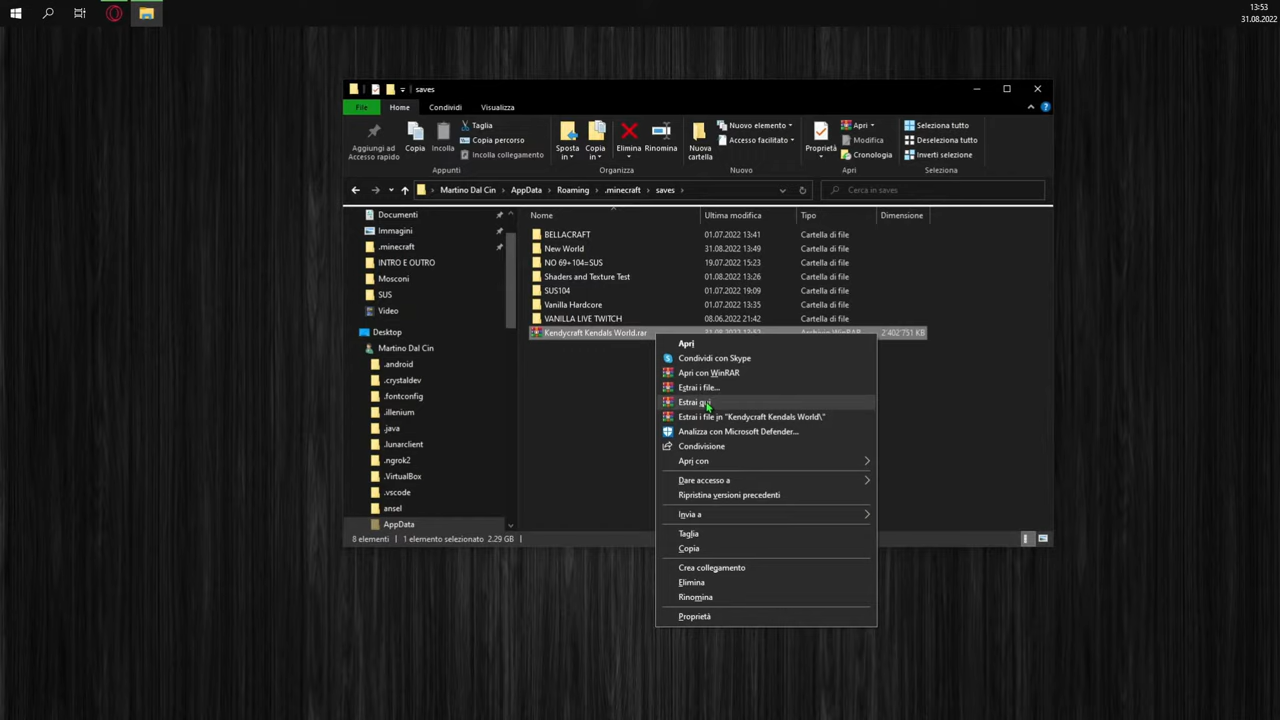 13:53
31.08.2022
saves
File
Home
Condividi
Visualizza
Aggiungi ad Accesso rapido
Copia
Incolla
Taglia
Copia percorso
Incolla collegamento
Appunti
Sposta in
Copia in
Elimina
Rinomina
Organizza
Nuova cartella
Nuovo elemento
Accesso facilitato
Nuovo
Proprietà
Apri
Modifica
Cronologia
Apri
Seleziona tutto
Deseleziona tutto
Inverti selezione
Selezione
Martino Dal Cin > AppData > Roaming > .minecraft > saves >
Cerca in saves
Documenti
Immagini
.minecraft
INTRO E OUTRO
Mosconi
SUS
Video
Desktop
Martino Dal Cin
.android
.crystaldev
.fontconfig
.illenium
.java
.lunarclient
.ngrok2
.VirtualBox
.vscode
ansel
AppData
Nome Ultima modifica Tipo Dimensione
BELLACRAFT 01.07.2022 13:41 Cartella di file
New World 31.08.2022 13:49 Cartella di file
NO 69+104=SUS 19.07.2022 15:23 Cartella di file
Shaders and Texture Test 01.08.2022 13:26 Cartella di file
SUS104 01.07.2022 19:09 Cartella di file
Vanilla Hardcore 01.07.2022 13:35 Cartella di file
VANILLA LIVE TWITCH 08.06.2022 21:42 Cartella di file
Kendycraft Kendals World.rar 2'402'751 KB
Apri
Condividi con Skype
Apri con WinRAR
Estrai i file...
Estrai qui
Estrai i file in "Kendycraft Kendals World\"
Analizza con Microsoft Defender...
Condivisione
Apri con
Dare accesso a
Ripristina versioni precedenti
Invia a
Taglia
Copia
Crea collegamento
Elimina
Rinomina
Proprietà
8 elementi 1 elemento selezionato 2.29 GB